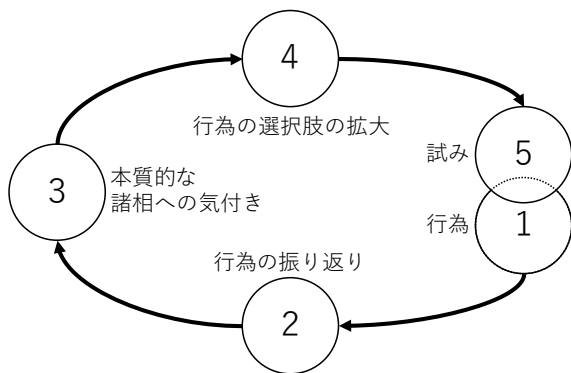 4
行為の選択肢の拡大
試み
5
3
本質的な
諸相への気付き
行為
1
行為の振り返り
2